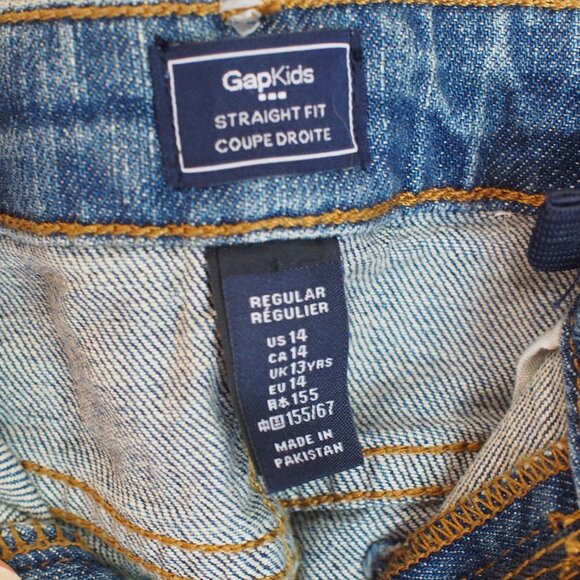 GapKids
STRAIGHT FIT
COUPE DROITE
REGULAR
RÉGULIER
US 14
CA 14
UK 13YRS
EU 14
日本 155
中国 155/67
MADE IN
PAKISTAN